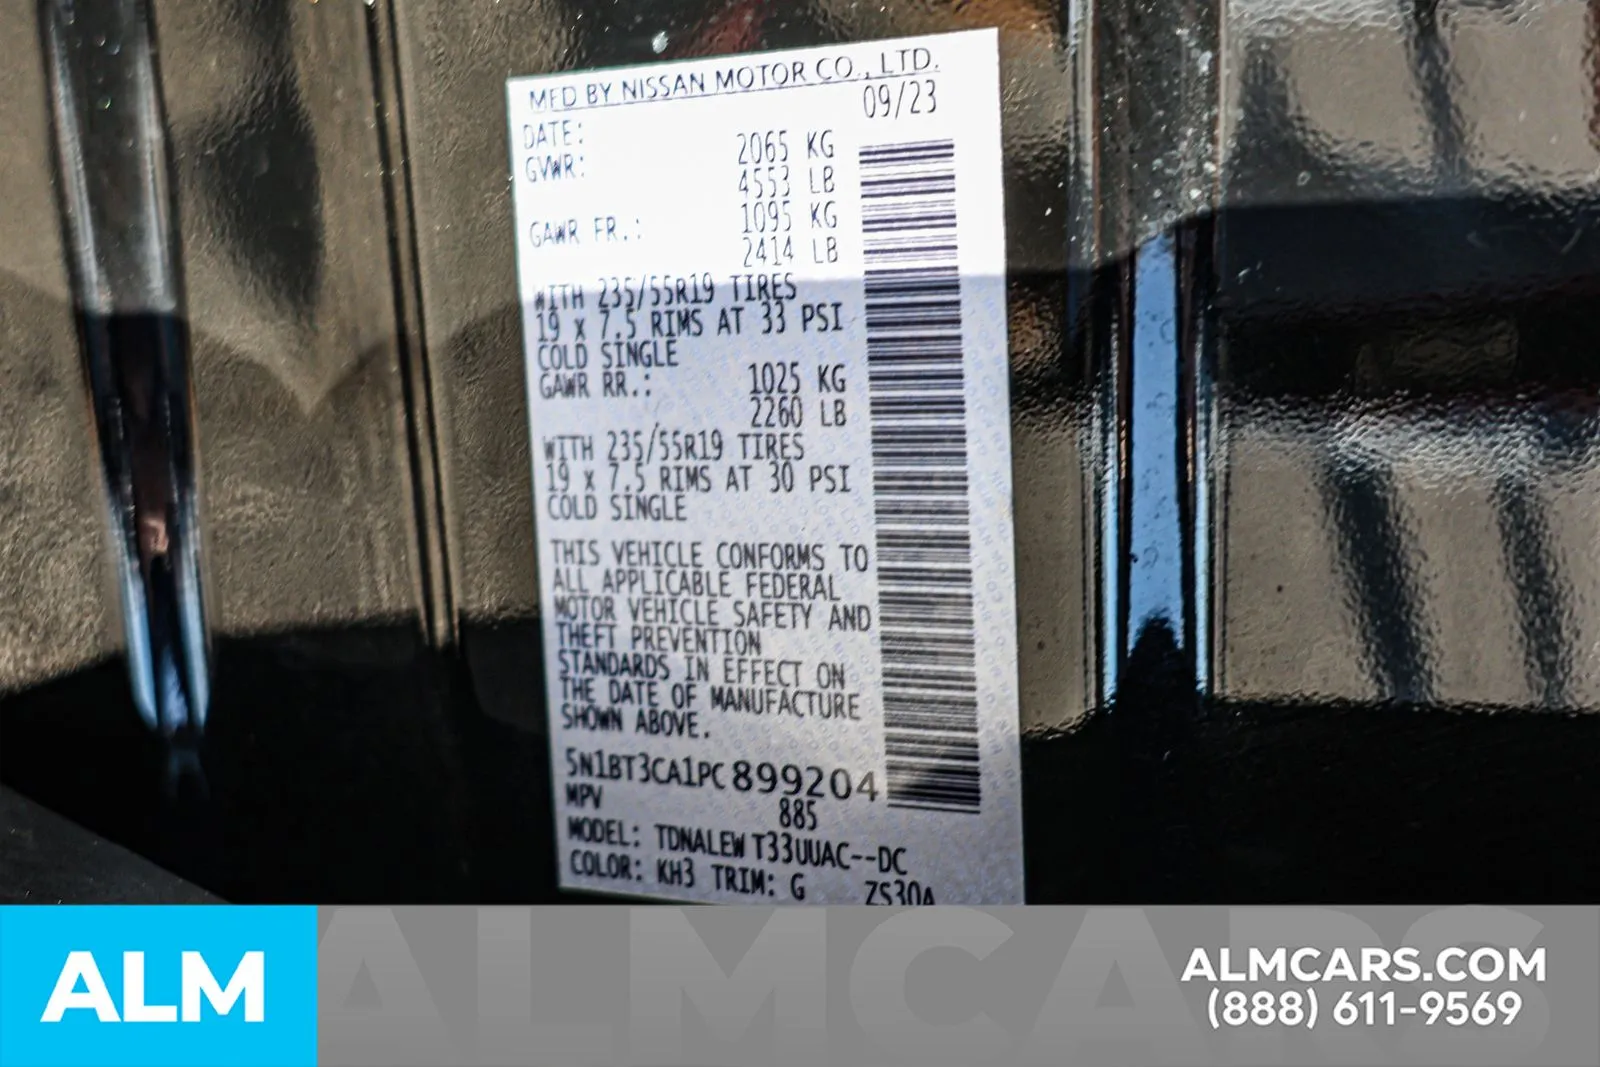 MFD BY NISSAN MOTOR CO., LTD.
DATE: 09/23
GVWR: 2065 KG
4553 LB
GAWR FR.: 1095 KG
2414 LB
WITH 235/55R19 TIRES
19 x 7.5 RIMS AT 33 PSI
COLD SINGLE
GAWR RR.: 1025 KG
2260 LB
WITH 235/55R19 TIRES
19 x 7.5 RIMS AT 30 PSI
COLD SINGLE
THIS VEHICLE CONFORMS TO
ALL APPLICABLE FEDERAL
MOTOR VEHICLE SAFETY AND
THEFT PREVENTION
STANDARDS IN EFFECT ON
THE DATE OF MANUFACTURE
SHOWN ABOVE.
5N1BT3CA1PC899204
MPV 885
MODEL: TDNALEW T33UUAC--DC
COLOR: KH3 TRIM: G ZS30A
ALMCARS
ALM
ALMCARS.COM
(888) 611-9569